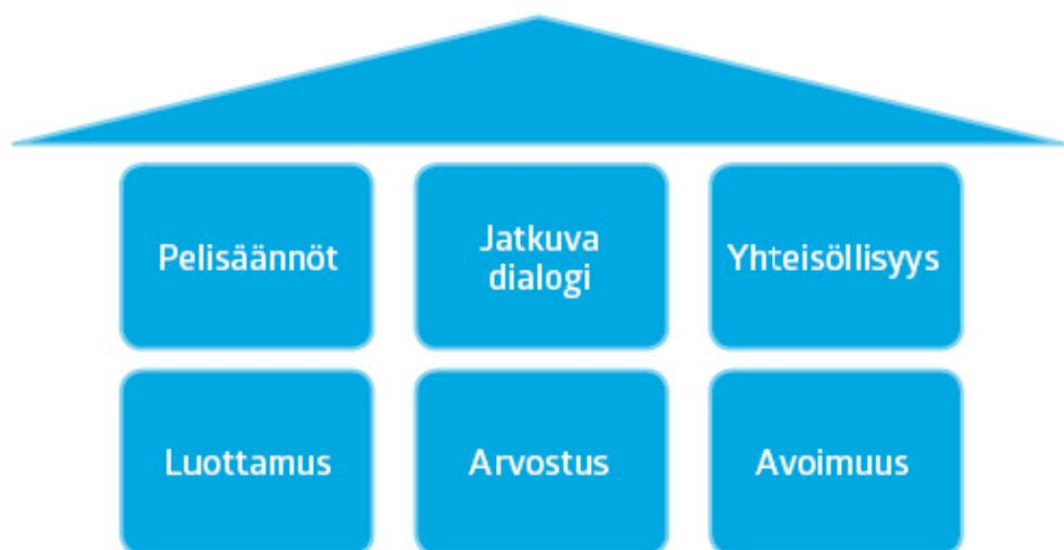 Pelisäännöt
Jatkuva
dialogi
Yhteisöllisyys
Luottamus
Arvostus
Avoimuus